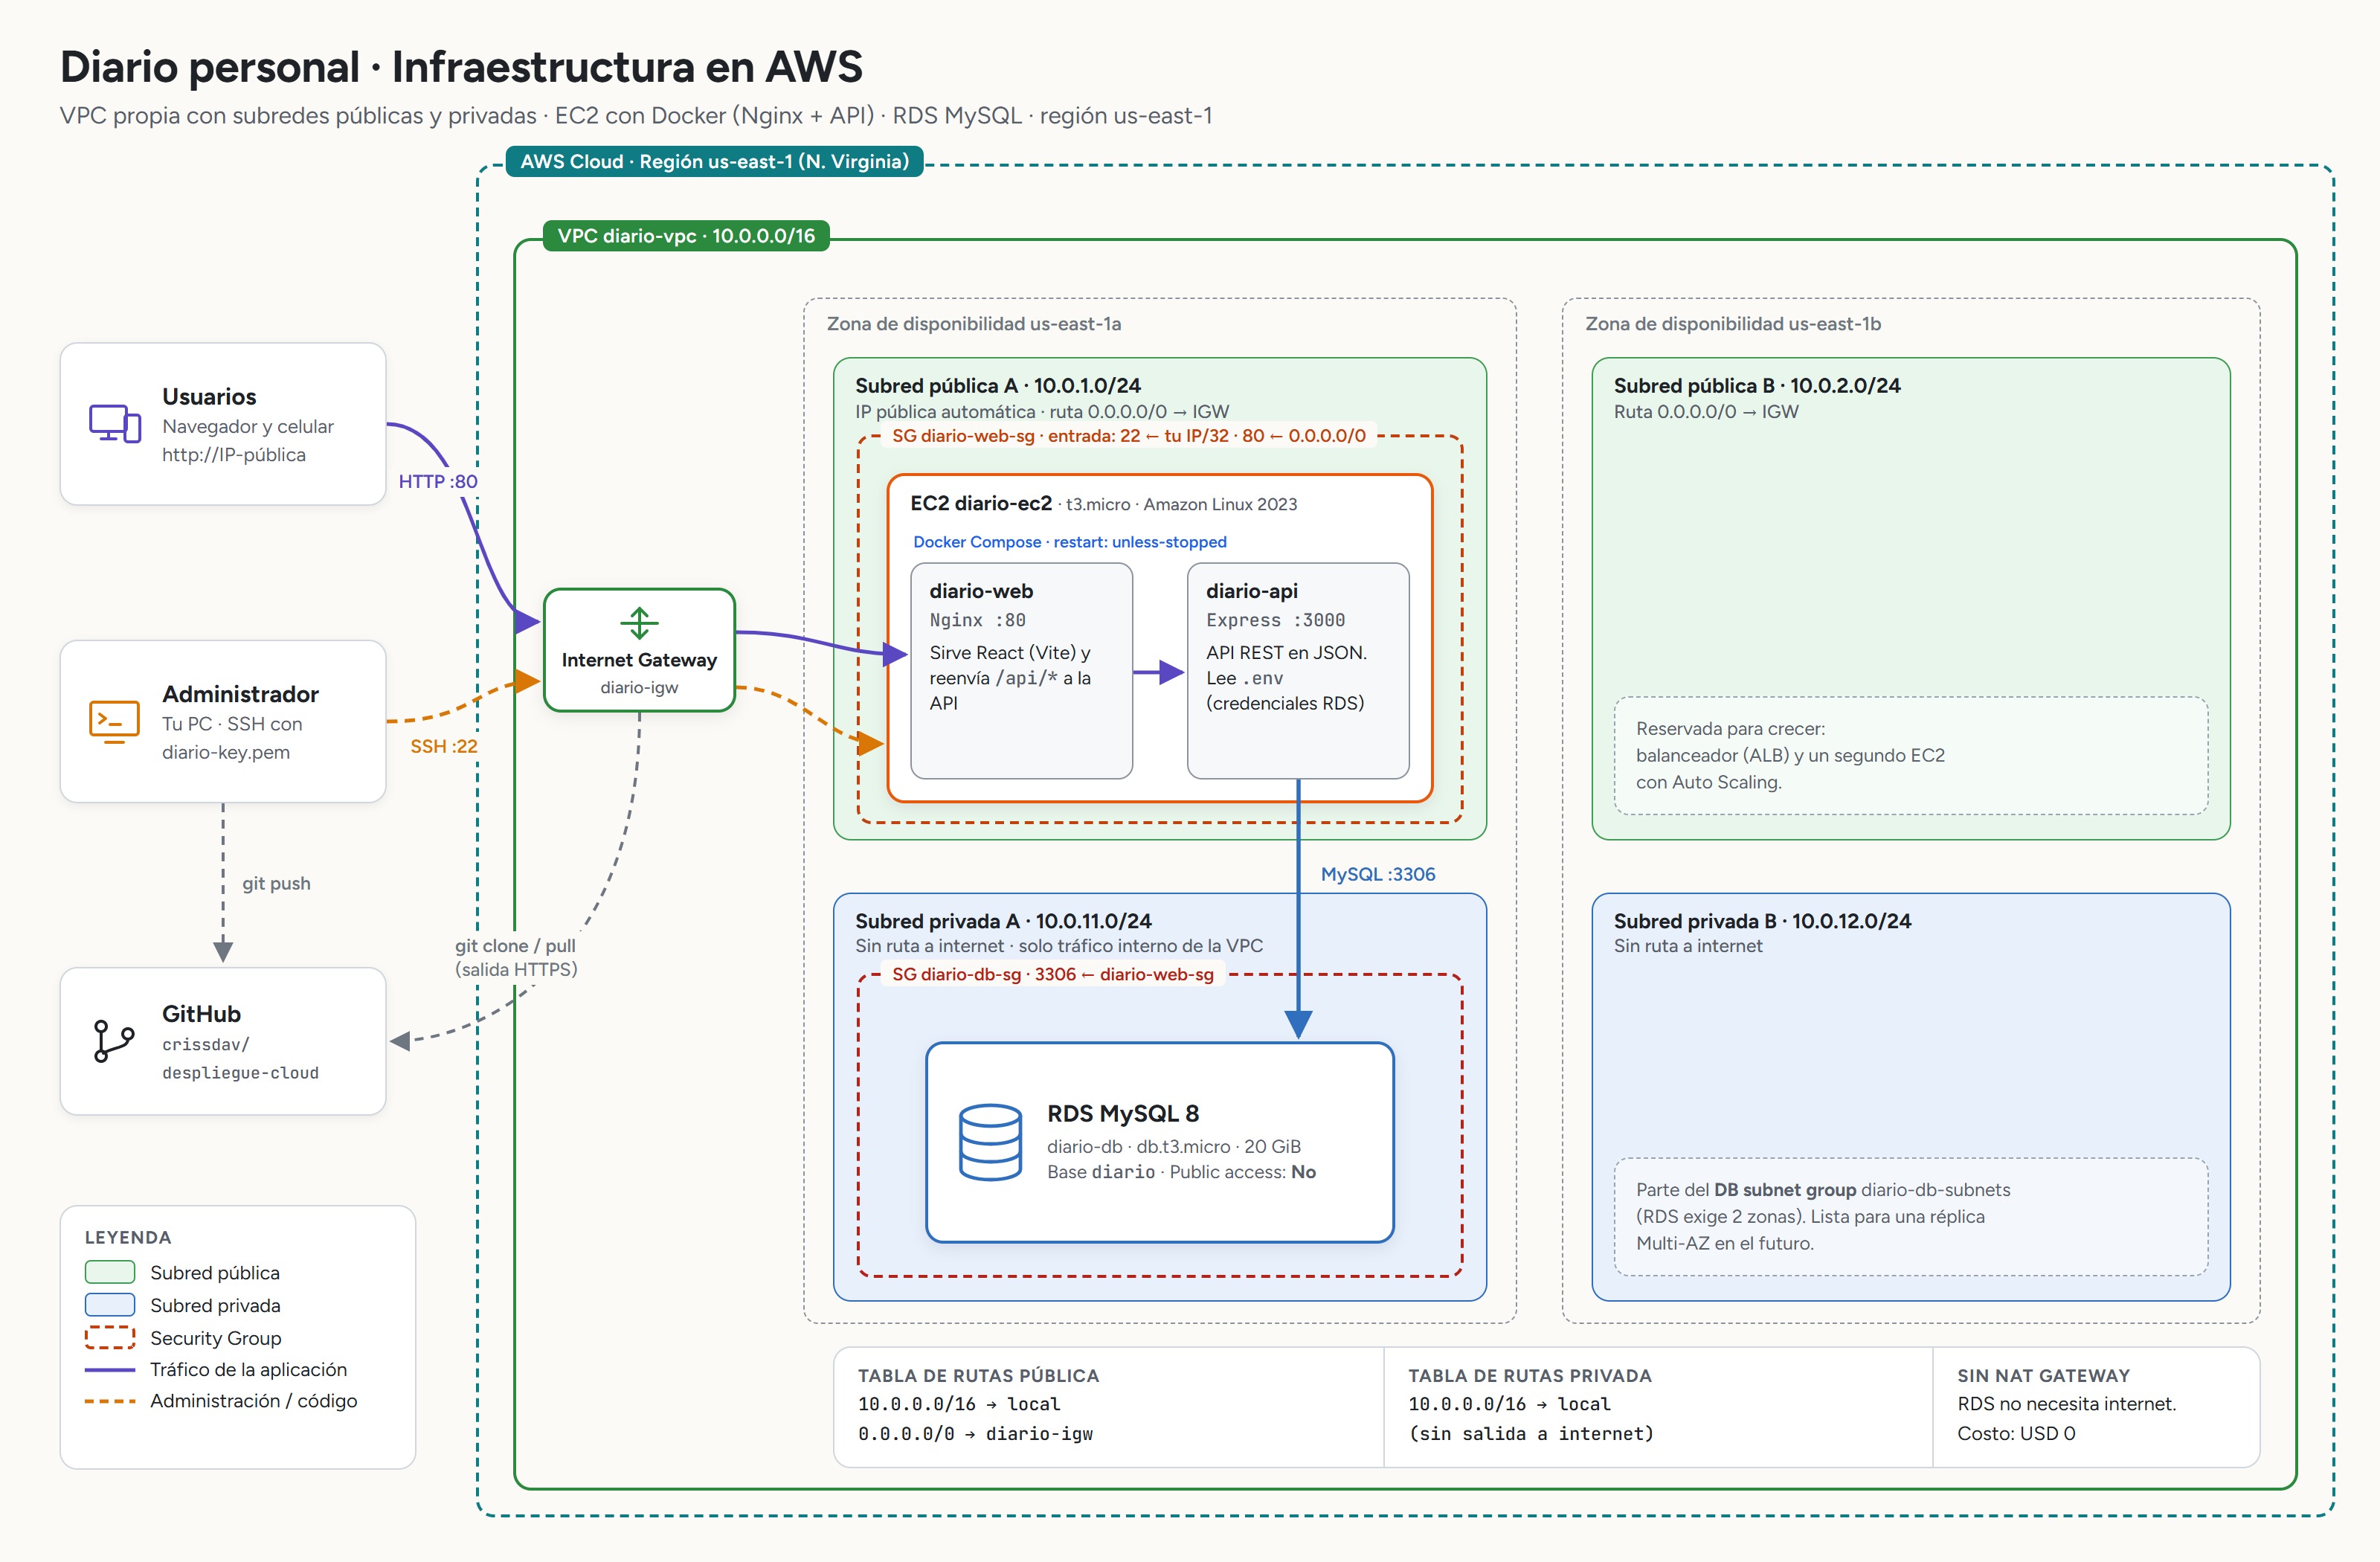 Diario personal · Infraestructura en AWS
VPC propia con subredes públicas y privadas · EC2 con Docker (Nginx + API) · RDS MySQL · región us-east-1
AWS Cloud · Región us-east-1 (N. Virginia)
VPC diario-vpc · 10.0.0.0/16
Usuarios
Navegador y celular
http://IP-pública
HTTP :80
Administrador
Tu PC · SSH con
diario-key.pem
SSH :22
git push
GitHub
crissdav/
despliegue-cloud
git clone / pull
(salida HTTPS)
Internet Gateway
diario-igw
Zona de disponibilidad us-east-1a
Subred pública A · 10.0.1.0/24
IP pública automática · ruta 0.0.0.0/0 → IGW
SG diario-web-sg · entrada: 22 ← tu IP/32 · 80 ← 0.0.0.0/0
EC2 diario-ec2 · t3.micro · Amazon Linux 2023
Docker Compose · restart: unless-stopped
diario-web
Nginx :80
Sirve React (Vite) y
reenvía /api/* a la
API
diario-api
Express :3000
API REST en JSON.
Lee .env
(credenciales RDS)
MySQL :3306
Subred privada A · 10.0.11.0/24
Sin ruta a internet · solo tráfico interno de la VPC
SG diario-db-sg · 3306 ← diario-web-sg
RDS MySQL 8
diario-db · db.t3.micro · 20 GiB
Base diario · Public access: No
Zona de disponibilidad us-east-1b
Subred pública B · 10.0.2.0/24
Ruta 0.0.0.0/0 → IGW
Reservada para crecer:
balanceador (ALB) y un segundo EC2
con Auto Scaling.
Subred privada B · 10.0.12.0/24
Sin ruta a internet
Parte del DB subnet group diario-db-subnets
(RDS exige 2 zonas). Lista para una réplica
Multi-AZ en el futuro.
LEYENDA
Subred pública
Subred privada
Security Group
Tráfico de la aplicación
Administración / código
TABLA DE RUTAS PÚBLICA
10.0.0.0/16 → local
0.0.0.0/0 → diario-igw
TABLA DE RUTAS PRIVADA
10.0.0.0/16 → local
(sin salida a internet)
SIN NAT GATEWAY
RDS no necesita internet.
Costo: USD 0